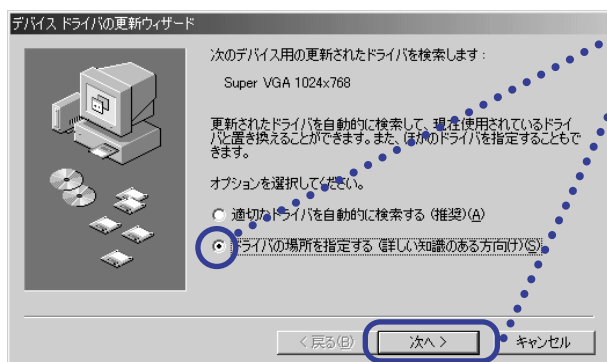 デバイス ドライバの更新ウィザード
次のデバイス用の更新されたドライバを検索します:
Super VGA 1024x768
更新されたドライバを自動的に検索して、現在使用されているドライ
バと置き換えることができます。また、ほかのドライバを指定することもで
きます。
オプションを選択してください。
適切なドライバを自動的に検索する (推奨)(A)
ドライバの場所を指定する (詳しい知識のある方向け)(S)
< 戻る(B)
次へ >
キャンセル